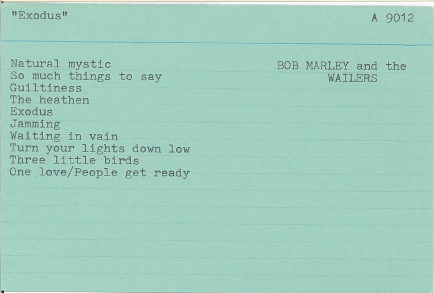 "Exodus" A 9012
Natural mystic BOB MARLEY and the
So much things to say WAILERS
Guiltiness
The heathen
Exodus
Jamming
Waiting in vain
Turn your lights down low
Three little birds
One love/People get ready